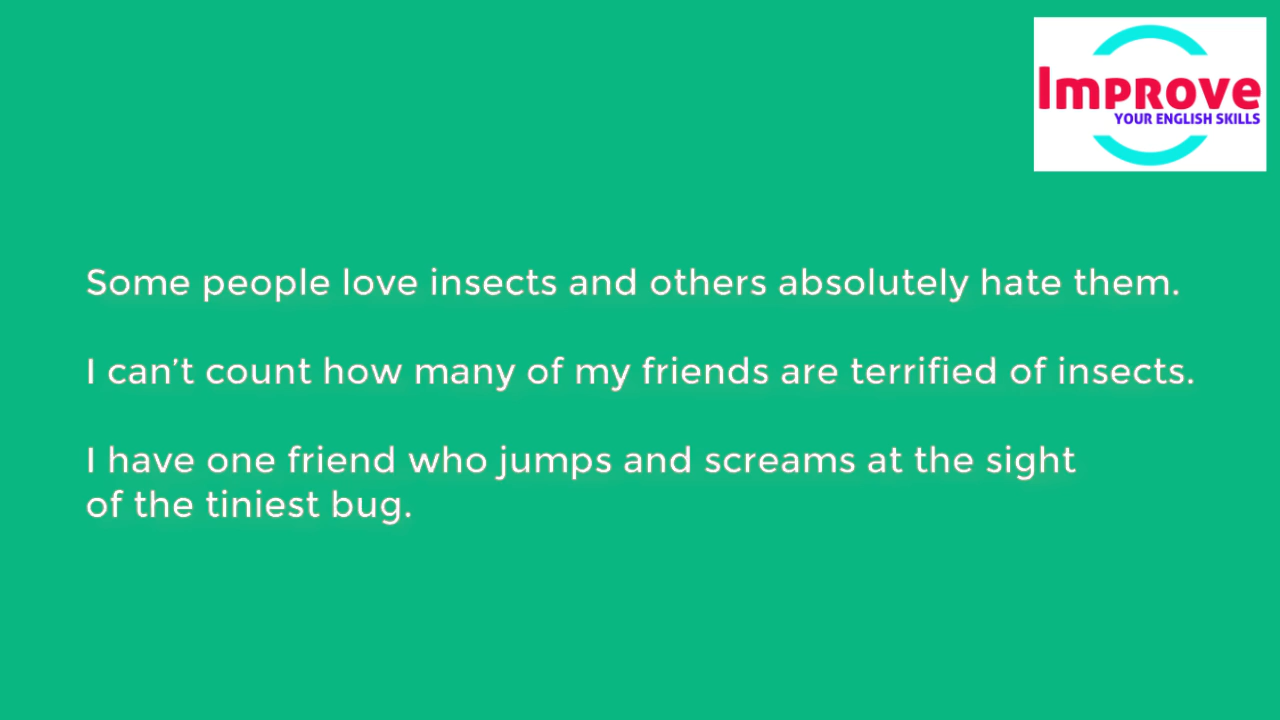 Improve
YOUR ENGLISH SKILLS
Some people love insects and others absolutely hate them.
I can’t count how many of my friends are terrified of insects.
I have one friend who jumps and screams at the sight
of the tiniest bug.